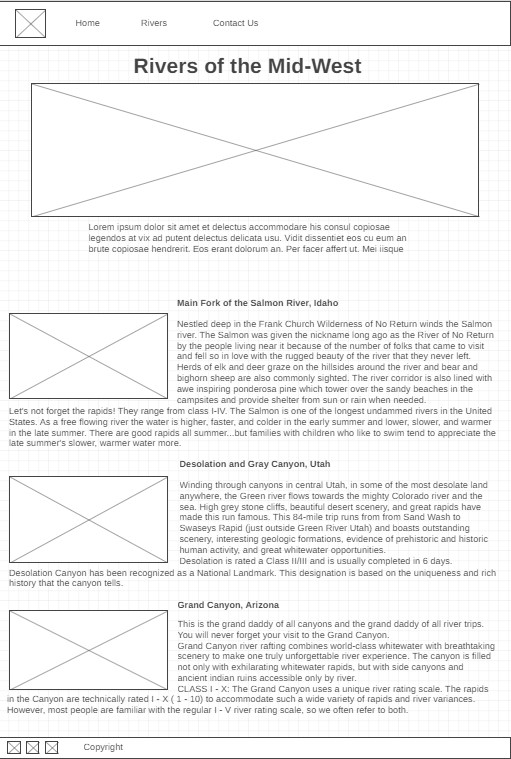 Home Rivers Contact Us
Rivers of the Mid-West
Lorem ipsum dolor sit amet et delectus accommodare his consul copiosae
legendos at vix ad putent delectus delicata usu. Vidit dissentiet eos cu eum an
brute copiosae hendrerit. Eos erant dolorum an. Per facer affert ut. Mei iisque
Main Fork of the Salmon River, Idaho
Nestled deep in the Frank Church Wilderness of No Return winds the Salmon
river. The Salmon was given the nickname long ago as the River of No Return
by the people living near it because of the number of folks that came to visit
and fell so in love with the rugged beauty of the river that they never left.
Herds of elk and deer graze on the hillsides around the river and bear and
bighorn sheep are also commonly sighted. The river corridor is also lined with
awe inspiring ponderosa pine which tower over the sandy beaches in the
campsites and provide shelter from sun or rain when needed.
Let's not forget the rapids! They range from class I-IV. The Salmon is one of the longest undammed rivers in the United
States. As a free flowing river the water is higher, faster, and colder in the early summer and lower, slower, and warmer
in the late summer. There are good rapids all summer...but families with children who like to swim tend to appreciate the
late summer's slower, warmer water more.
Desolation and Gray Canyon, Utah
Winding through canyons in central Utah, in some of the most desolate land
anywhere, the Green river flows towards the mighty Colorado river and the
sea. High grey stone cliffs, beautiful desert scenery, and great rapids have
made this run famous. This 84-mile trip runs from from Sand Wash to
Swaseys Rapid (just outside Green River Utah) and boasts outstanding
scenery, interesting geologic formations, evidence of prehistoric and historic
human activity, and great whitewater opportunities.
Desolation is rated a Class II/III and is usually completed in 6 days.
Desolation Canyon has been recognized as a National Landmark. This designation is based on the uniqueness and rich
history that the canyon tells.
Grand Canyon, Arizona
This is the grand daddy of all canyons and the grand daddy of all river trips.
You will never forget your visit to the Grand Canyon.
Grand Canyon river rafting combines world-class whitewater with breathtaking
scenery to make one truly unforgettable river experience. The canyon is filled
not only with exhilarating whitewater rapids, but with side canyons and
ancient indian ruins accessible only by river.
CLASS I - X: The Grand Canyon uses a unique river rating scale. The rapids
in the Canyon are technically rated I - X ( 1 - 10) to accommodate such a wide variety of rapids and river variances.
However, most people are familiar with the regular I - V river rating scale, so we often refer to both.
Copyright